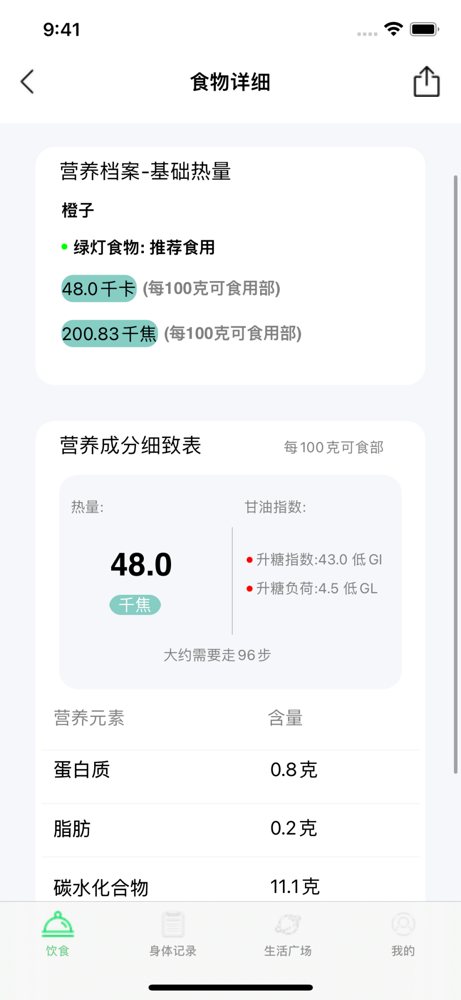 9:41
食物详细
营养档案-基础热量
橙子
绿灯食物: 推荐食用
48.0千卡 (每100克可食用部)
200.83千焦 (每100克可食用部)
营养成分细致表 每100克可食部
热量: 甘油指数:
48.0
千焦
升糖指数:43.0 低GI
升糖负荷:4.5 低GL
大约需要走96步
营养元素 含量
蛋白质 0.8克
脂肪 0.2克
碳水化合物 11.1克
饮食 身体记录 生活广场 我的